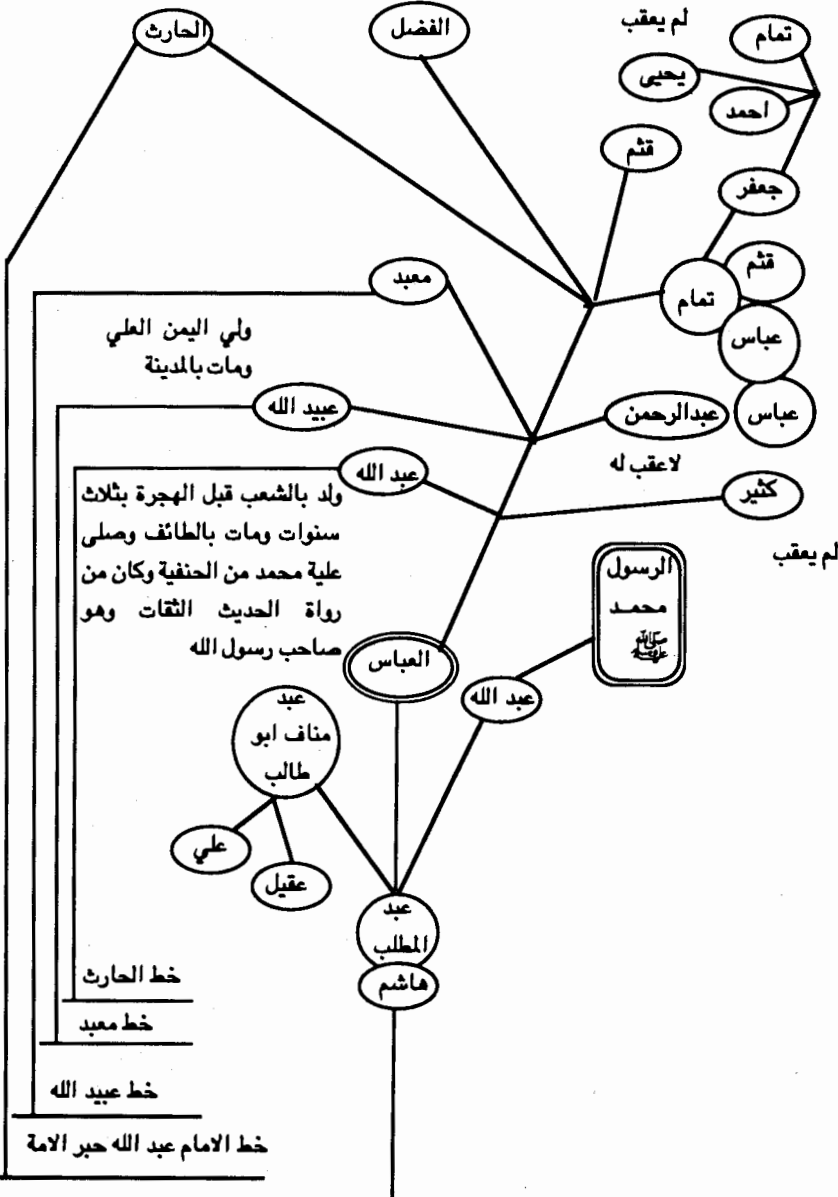 لم يعقب
تمام
الفضل
الحارث
يحيى
احمد
قثم
جعفر
قثم
معبد
تمام
ولي اليمن العلي
ومات بالمدينة
عباس
عبيد الله
عبدالرحمن
عباس
لاعقب له
عبد الله
كثير
ولد بالشعب قبل الهجرة بثلاث
سنوات ومات بالطائف وصلى
علية محمد من الحنفية وكان من
رواة الحديث الثقات وهو
صاحب رسول الله
لم يعقب
الرسول
محمد
ﷺ
العباس
عبد الله
عبد
مناف ابو
طالب
علي
عقيل
عبد
المطلب
هاشم
خط الحارث
خط معبد
خط عبيد الله
خط الامام عبد الله حبر الامة